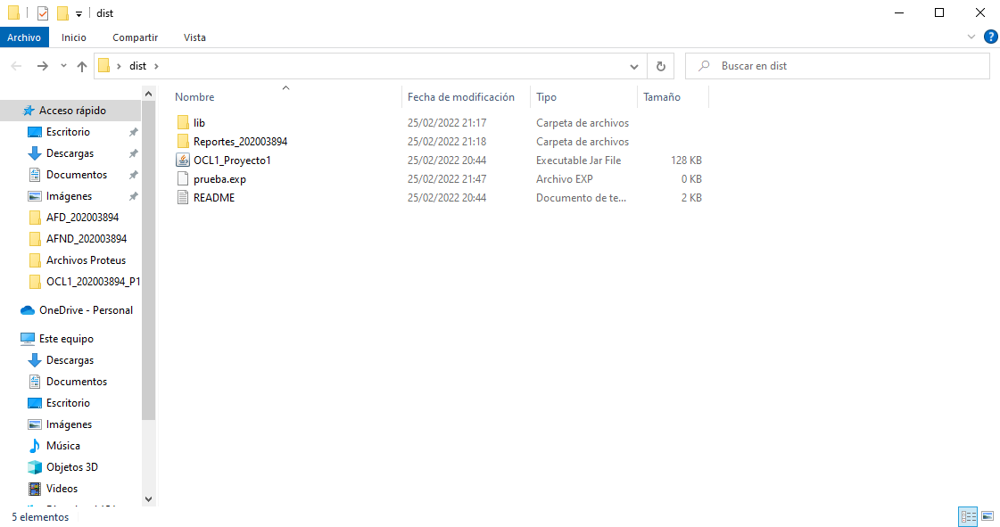 dist
Archivo Inicio Compartir Vista
dist
Buscar en dist
Nombre Fecha de modificación Tipo Tamaño
lib 25/02/2022 21:17 Carpeta de archivos
Reportes_202003894 25/02/2022 21:18 Carpeta de archivos
OCL1_Proyecto1 25/02/2022 20:44 Executable Jar File 128 KB
prueba.exp 25/02/2022 21:47 Archivo EXP 0 KB
README 25/02/2022 20:44 Documento de te... 2 KB
Acceso rápido
Escritorio
Descargas
Documentos
Imágenes
AFD_202003894
AFND_202003894
Archivos Proteus
OCL1_202003894_P1
OneDrive - Personal
Este equipo
Descargas
Documentos
Escritorio
Imágenes
Música
Objetos 3D
Videos
5 elementos